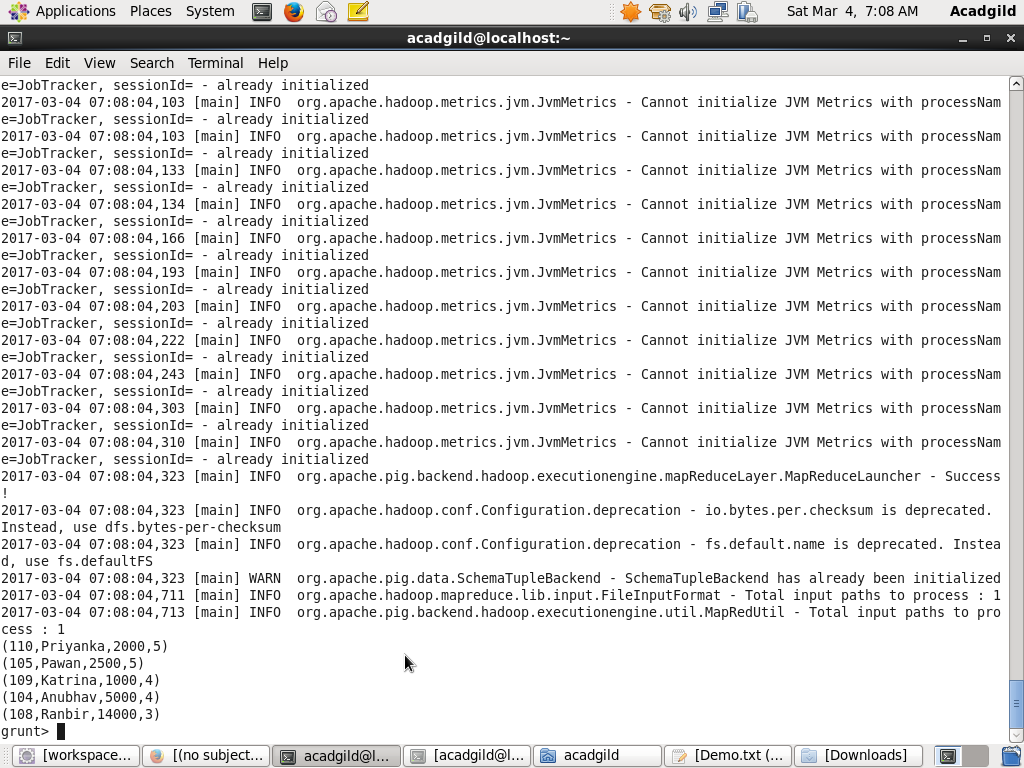 Applications Places System Sat Mar 4, 7:08 AM Acadgild
acadgild@localhost:~
File Edit View Search Terminal Help
e=JobTracker, sessionId= - already initialized
2017-03-04 07:08:04,103 [main] INFO  org.apache.hadoop.metrics.jvm.JvmMetrics - Cannot initialize JVM Metrics with processNam
e=JobTracker, sessionId= - already initialized
2017-03-04 07:08:04,103 [main] INFO  org.apache.hadoop.metrics.jvm.JvmMetrics - Cannot initialize JVM Metrics with processNam
e=JobTracker, sessionId= - already initialized
2017-03-04 07:08:04,133 [main] INFO  org.apache.hadoop.metrics.jvm.JvmMetrics - Cannot initialize JVM Metrics with processNam
e=JobTracker, sessionId= - already initialized
2017-03-04 07:08:04,134 [main] INFO  org.apache.hadoop.metrics.jvm.JvmMetrics - Cannot initialize JVM Metrics with processNam
e=JobTracker, sessionId= - already initialized
2017-03-04 07:08:04,166 [main] INFO  org.apache.hadoop.metrics.jvm.JvmMetrics - Cannot initialize JVM Metrics with processNam
e=JobTracker, sessionId= - already initialized
2017-03-04 07:08:04,193 [main] INFO  org.apache.hadoop.metrics.jvm.JvmMetrics - Cannot initialize JVM Metrics with processNam
e=JobTracker, sessionId= - already initialized
2017-03-04 07:08:04,203 [main] INFO  org.apache.hadoop.metrics.jvm.JvmMetrics - Cannot initialize JVM Metrics with processNam
e=JobTracker, sessionId= - already initialized
2017-03-04 07:08:04,222 [main] INFO  org.apache.hadoop.metrics.jvm.JvmMetrics - Cannot initialize JVM Metrics with processNam
e=JobTracker, sessionId= - already initialized
2017-03-04 07:08:04,243 [main] INFO  org.apache.hadoop.metrics.jvm.JvmMetrics - Cannot initialize JVM Metrics with processNam
e=JobTracker, sessionId= - already initialized
2017-03-04 07:08:04,303 [main] INFO  org.apache.hadoop.metrics.jvm.JvmMetrics - Cannot initialize JVM Metrics with processNam
e=JobTracker, sessionId= - already initialized
2017-03-04 07:08:04,310 [main] INFO  org.apache.hadoop.metrics.jvm.JvmMetrics - Cannot initialize JVM Metrics with processNam
e=JobTracker, sessionId= - already initialized
2017-03-04 07:08:04,323 [main] INFO  org.apache.pig.backend.hadoop.executionengine.mapReduceLayer.MapReduceLauncher - Success
!
2017-03-04 07:08:04,323 [main] INFO  org.apache.hadoop.conf.Configuration.deprecation - io.bytes.per.checksum is deprecated.
Instead, use dfs.bytes-per-checksum
2017-03-04 07:08:04,323 [main] INFO  org.apache.hadoop.conf.Configuration.deprecation - fs.default.name is deprecated. Instea
d, use fs.defaultFS
2017-03-04 07:08:04,323 [main] WARN  org.apache.pig.data.SchemaTupleBackend - SchemaTupleBackend has already been initialized
2017-03-04 07:08:04,711 [main] INFO  org.apache.hadoop.mapreduce.lib.input.FileInputFormat - Total input paths to process : 1
2017-03-04 07:08:04,713 [main] INFO  org.apache.pig.backend.hadoop.executionengine.util.MapRedUtil - Total input paths to pro
cess : 1
(110,Priyanka,2000,5)
(105,Pawan,2500,5)
(109,Katrina,1000,4)
(104,Anubhav,5000,4)
(108,Ranbir,14000,3)
grunt>
[workspace... [(no subject... acadgild@l... [acadgild@l... acadgild [Demo.txt (... [Downloads]